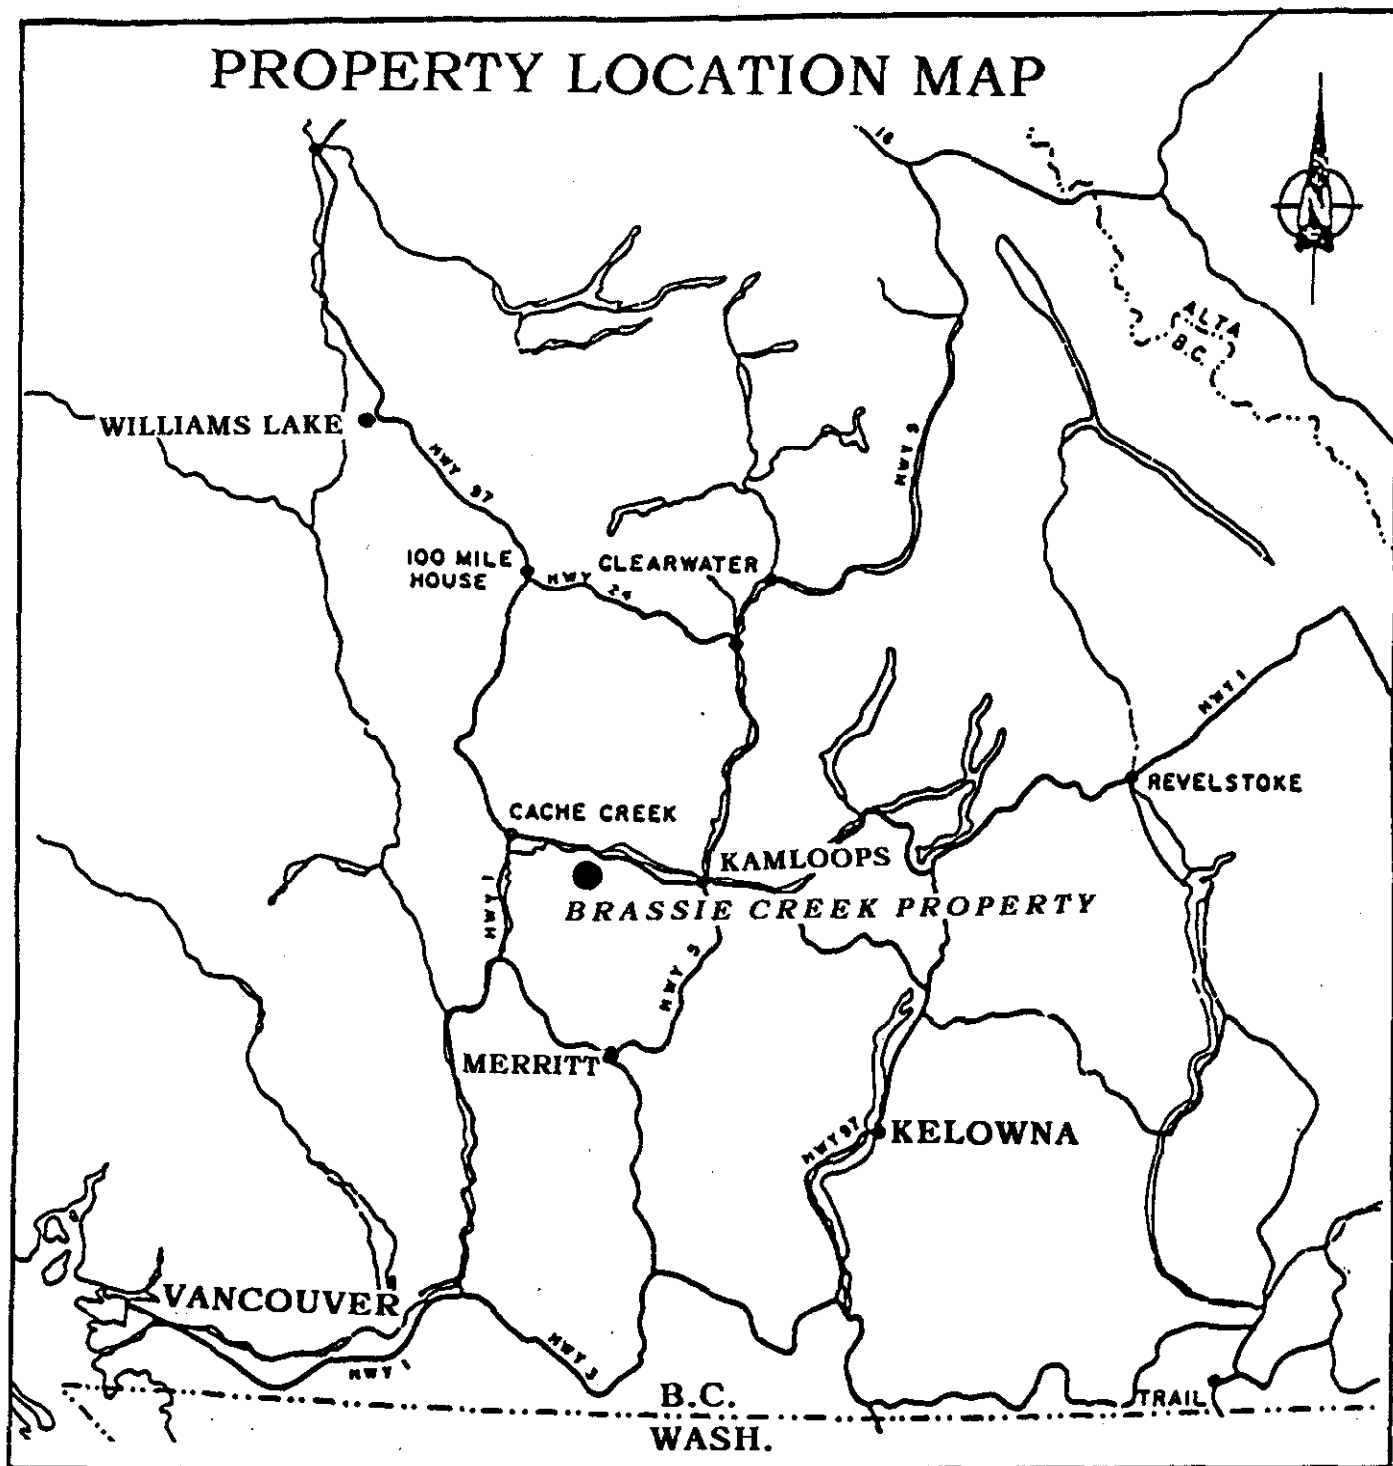 PROPERTY LOCATION MAP
16
N
ALTA
B.C.
WILLIAMS LAKE
HWY 97
HWY 5
100 MILE
HOUSE
CLEARWATER
HWY 24
HWY 1
REVELSTOKE
CACHE CREEK
KAMLOOPS
HWY 1
BRASSIE CREEK PROPERTY
HWY 5
MERRITT
HWY 97
KELOWNA
VANCOUVER
HWY 1
HWY 3
B.C.
TRAIL
WASH.